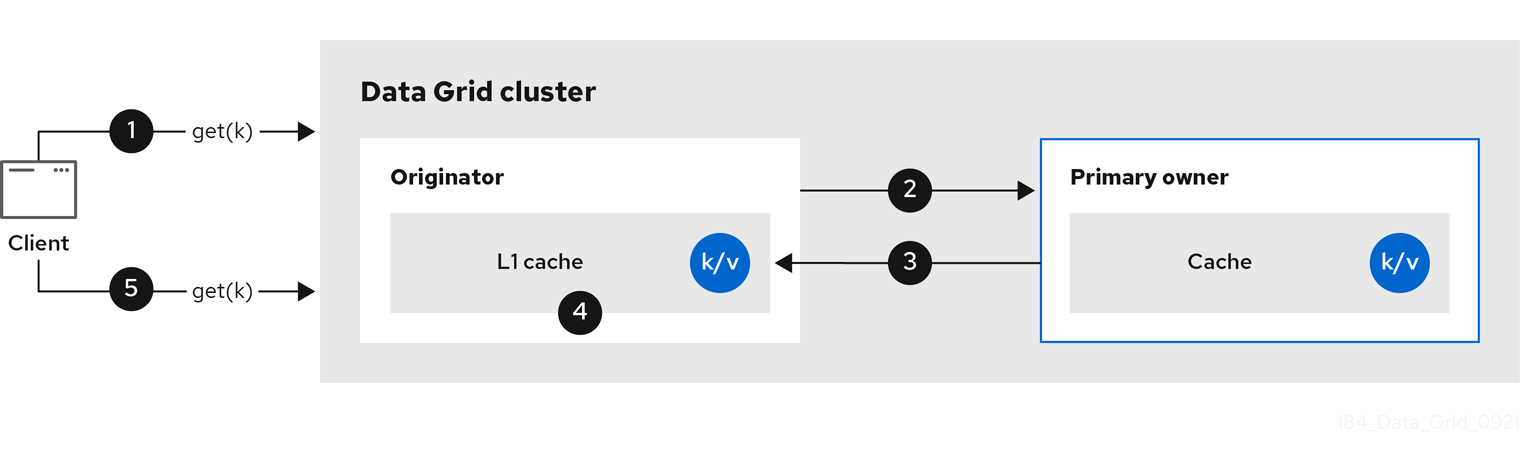 Data Grid cluster
1 get(k)
Originator
Primary owner
2
Client
L1 cache k/v
3
Cache k/v
5 get(k)
4
184_Data_Grid_0921